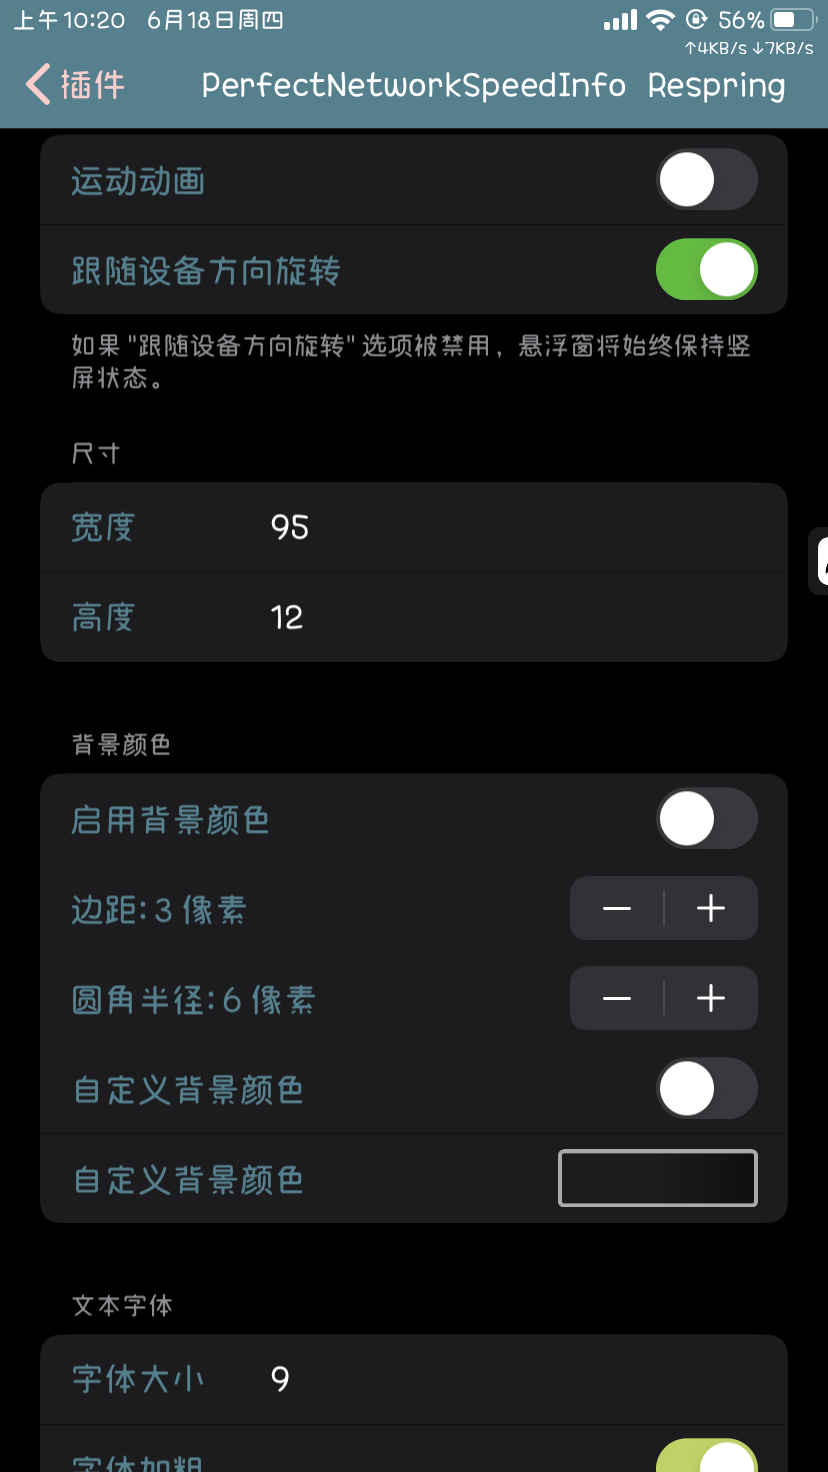 上午10:20 6月18日周四 56%
↑4KB/s ↓7KB/s
插件 PerfectNetworkSpeedInfo Respring
运动动画
跟随设备方向旋转
如果 "跟随设备方向旋转" 选项被禁用，悬浮窗将始终保持竖
屏状态。
尺寸
宽度 95
高度 12
背景颜色
启用背景颜色
边距: 3 像素
圆角半径: 6 像素
自定义背景颜色
自定义背景颜色
文本字体
字体大小 9
字体加粗